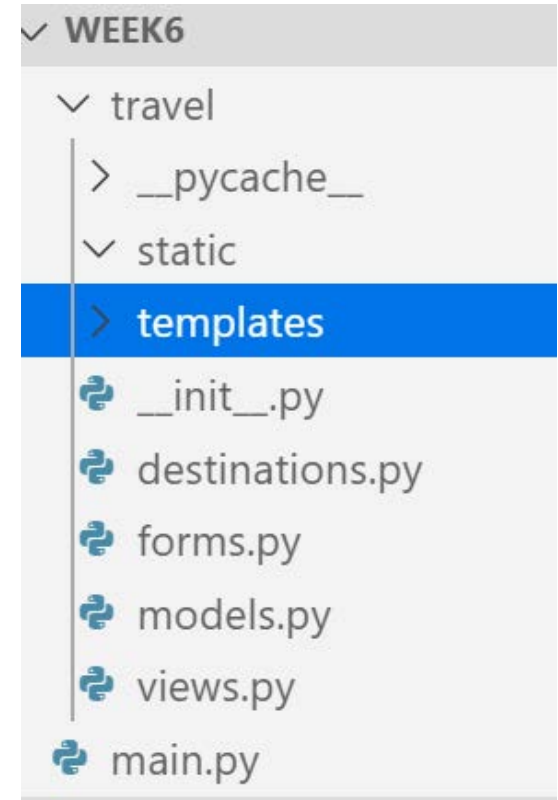 WEEK6
travel
__pycache__
static
templates
__init__.py
destinations.py
forms.py
models.py
views.py
main.py